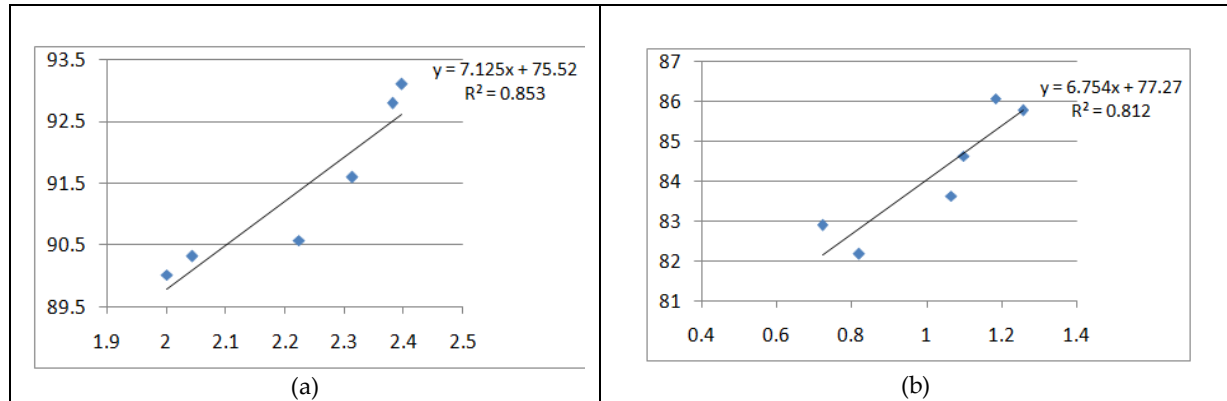 93.5
92.5
91.5
90.5
89.5
1.9 2 2.1 2.2 2.3 2.4 2.5
y = 7.125x + 75.52
R² = 0.853
(a)
87
86
85
84
83
82
81
0.4 0.6 0.8 1 1.2 1.4
y = 6.754x + 77.27
R² = 0.812
(b)